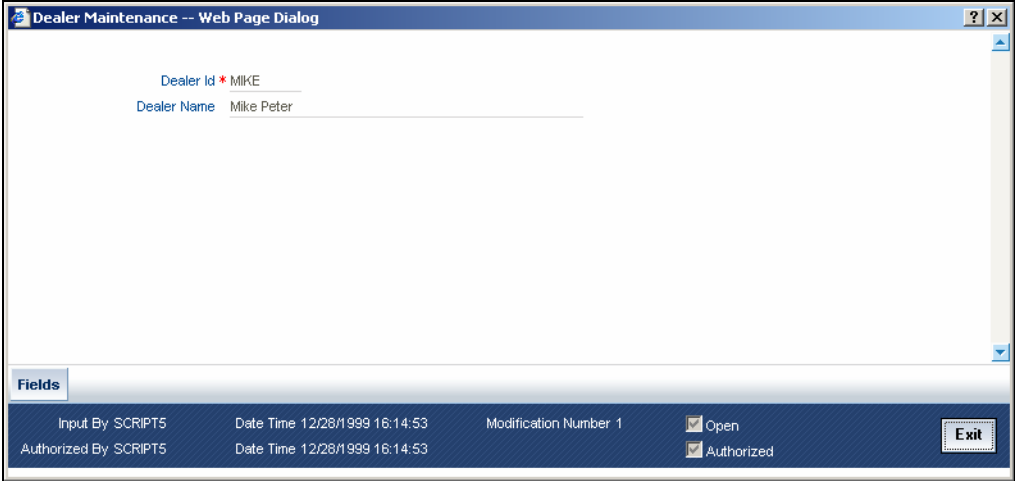 Dealer Maintenance -- Web Page Dialog
Dealer Id * MIKE
Dealer Name Mike Peter
Fields
Input By SCRIPT5 Date Time 12/28/1999 16:14:53 Modification Number 1 Open
Authorized By SCRIPT5 Date Time 12/28/1999 16:14:53 Authorized
Exit